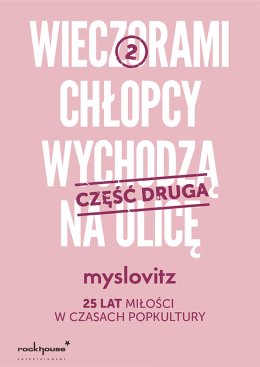 WIECZORAMI
2
CHŁOPCY
WYCHODZĄ
CZĘŚĆ DRUGA
NA ULICĘ
myslovitz
25 LAT MIŁOŚCI
W CZASACH POPKULTURY
rockhouse
ENTERTAINMENT